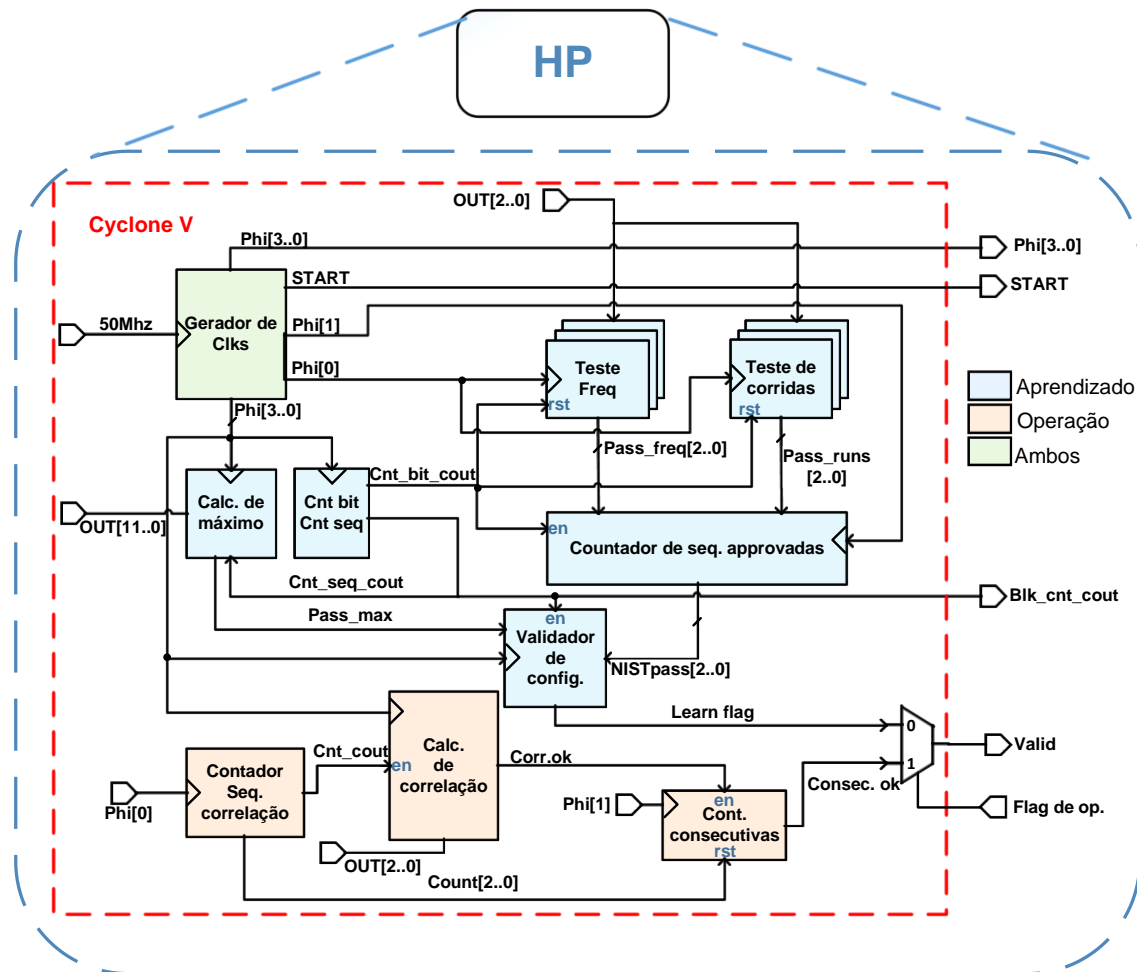 HP
OUT[2..0]
Cyclone V
Phi[3..0]
Phi[3..0]
START
START
50Mhz
Gerador de
Clks
Phi[1]
Phi[0]
Teste
Freq
rst
Teste de
corridas
rst
Aprendizado
Operação
Ambos
Phi[3..0]
Pass_freq[2..0]
Pass_runs
[2..0]
Cnt_bit_cout
Calc. de
máximo
Cnt bit
Cnt seq
OUT[11..0]
en
Countador de seq. approvadas
Cnt_seq_cout
Blk_cnt_cout
Pass_max
en
Validador
de
config.
NISTpass[2..0]
Learn flag
0
Valid
1
Cnt_cout
Calc.
de
correlação
en
Corr.ok
Consec. ok
Contador
Seq.
correlação
Phi[0]
Phi[1]
en
Cont.
consecutivas
rst
Flag de op.
OUT[2..0]
Count[2..0]